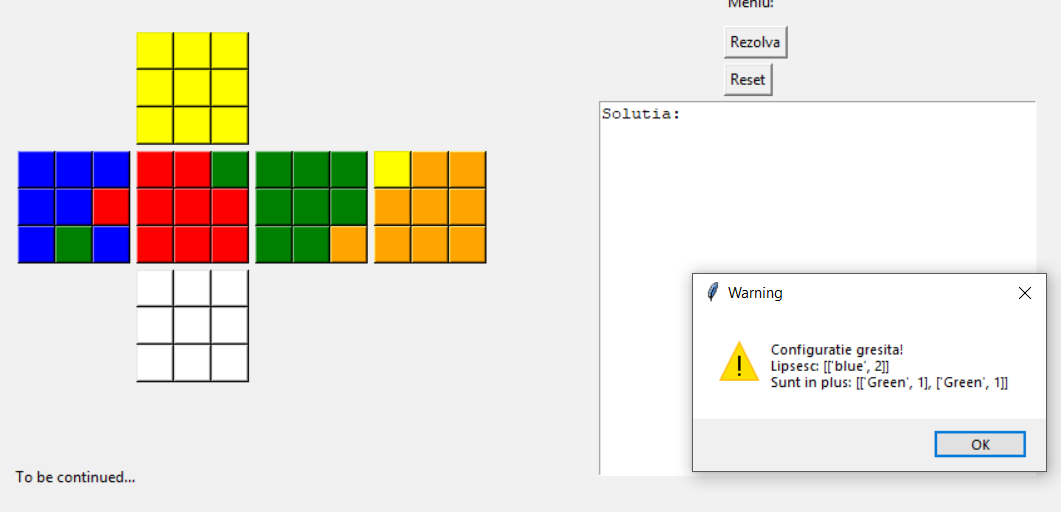 Meniu:
Rezolva
Reset
Solutia:
Warning
Configuratie gresita!
Lipsesc: [['blue', 2]]
Sunt in plus: [['Green', 1], ['Green', 1]]
OK
To be continued...